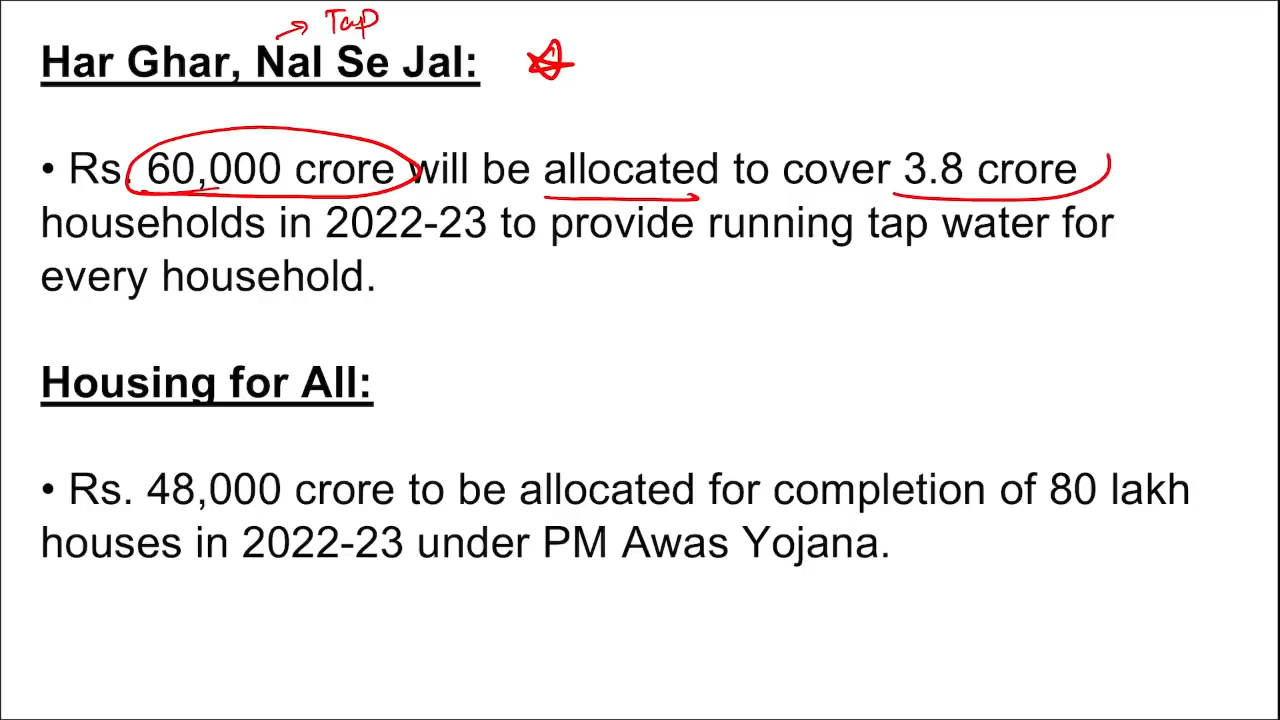 Tap
Har Ghar, Nal Se Jal:
• Rs. 60,000 crore will be allocated to cover 3.8 crore
households in 2022-23 to provide running tap water for
every household.
Housing for All:
• Rs. 48,000 crore to be allocated for completion of 80 lakh
houses in 2022-23 under PM Awas Yojana.